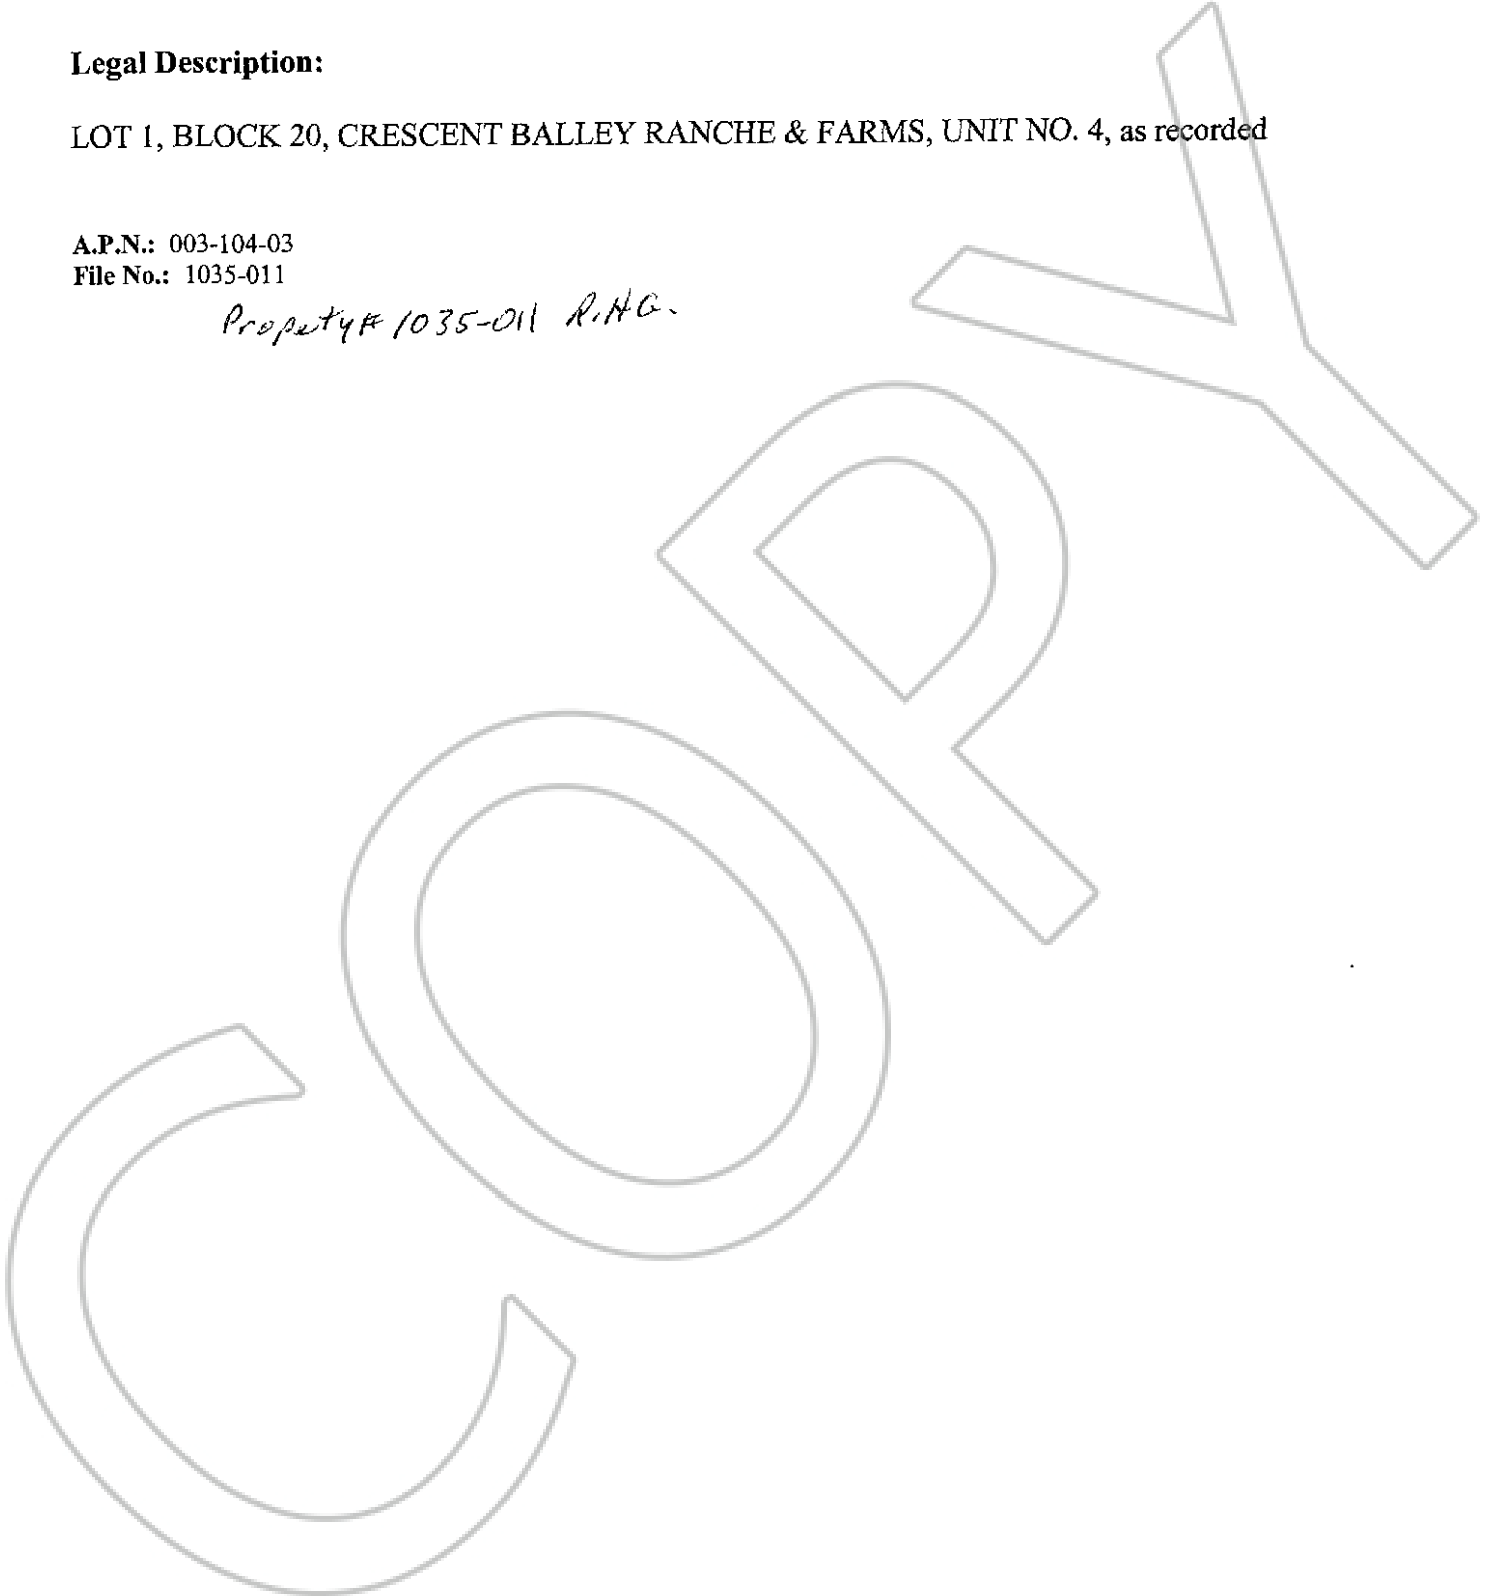 Legal Description:
LOT 1, BLOCK 20, CRESCENT BALLEY RANCHE & FARMS, UNIT NO. 4, as recorded
A.P.N.: 003-104-03
File No.: 1035-011
Propety# 1035-011 R.H.G.
COPY